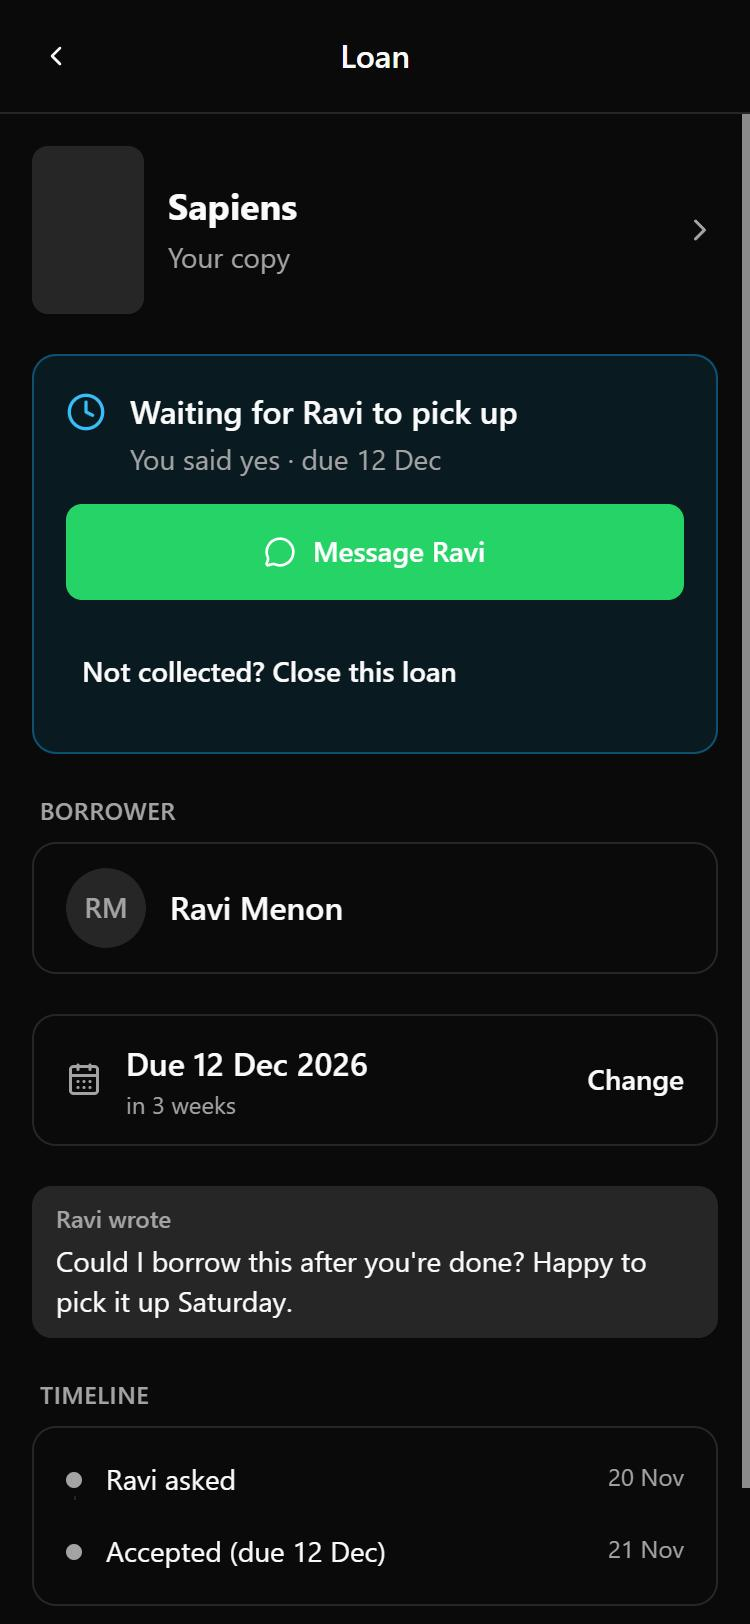 Loan
Sapiens
Your copy
Waiting for Ravi to pick up
You said yes · due 12 Dec
Message Ravi
Not collected? Close this loan
BORROWER
RM
Ravi Menon
Due 12 Dec 2026
in 3 weeks
Change
Ravi wrote
Could I borrow this after you're done? Happy to
pick it up Saturday.
TIMELINE
Ravi asked
20 Nov
Accepted (due 12 Dec)
21 Nov